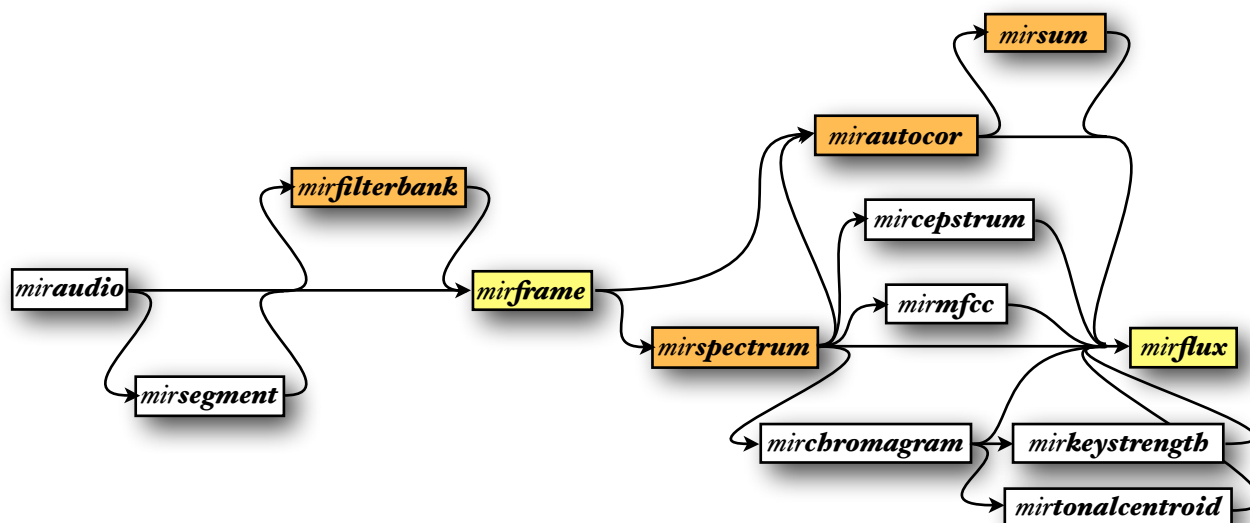 mirsum
mirautocor
mirfilterbank
mircepstrum
miraudio
mirframe
mirmfcc
mirspectrum
mirflux
mirsegment
mirchromagram
mirkeystrength
mirtonalcentroid